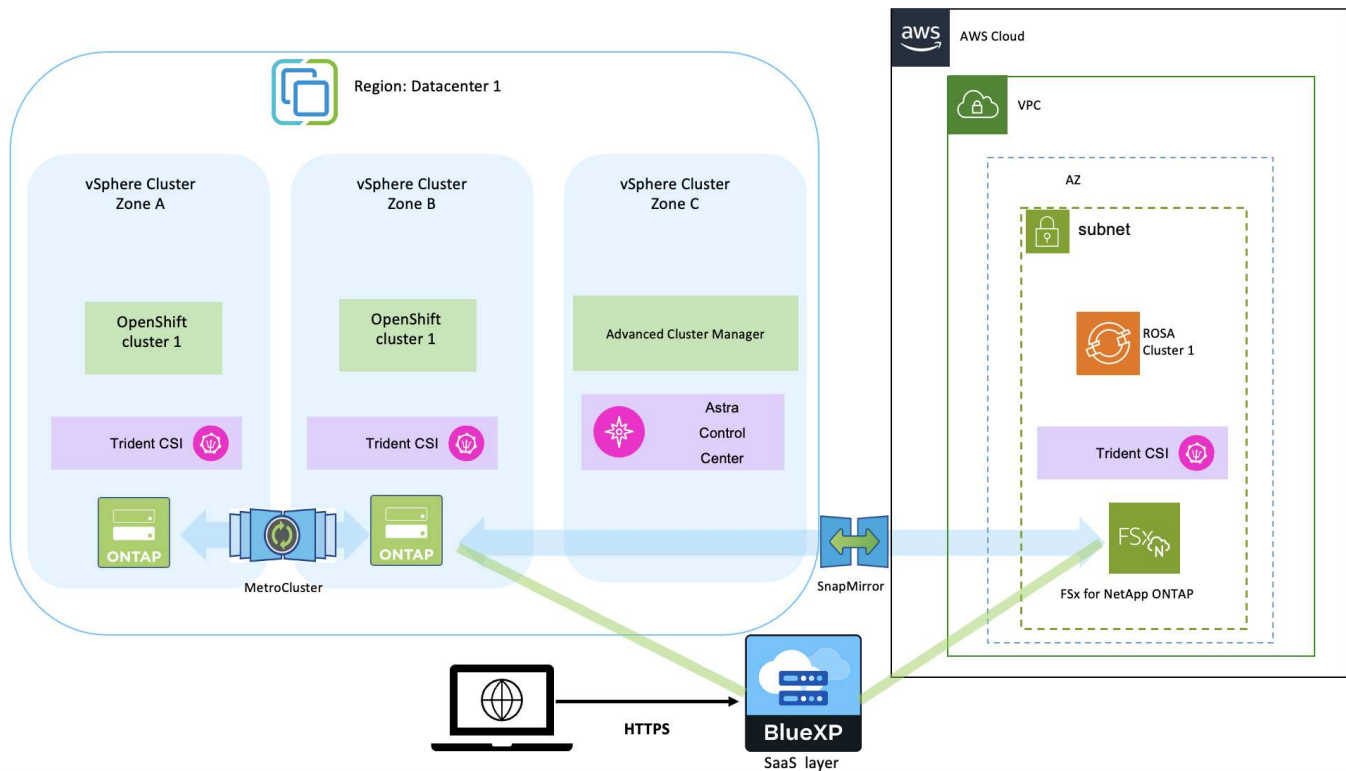 Region: Datacenter 1
vSphere Cluster
Zone A
OpenShift
cluster 1
Trident CSI
ONTAP
MetroCluster
vSphere Cluster
Zone B
OpenShift
cluster 1
Trident CSI
ONTAP
vSphere Cluster
Zone C
Advanced Cluster Manager
Astra
Control
Center
SnapMirror
aws
AWS Cloud
VPC
AZ
subnet
ROSA
Cluster 1
Trident CSI
FSx
N
FSx for NetApp ONTAP
HTTPS
BlueXP
SaaS layer